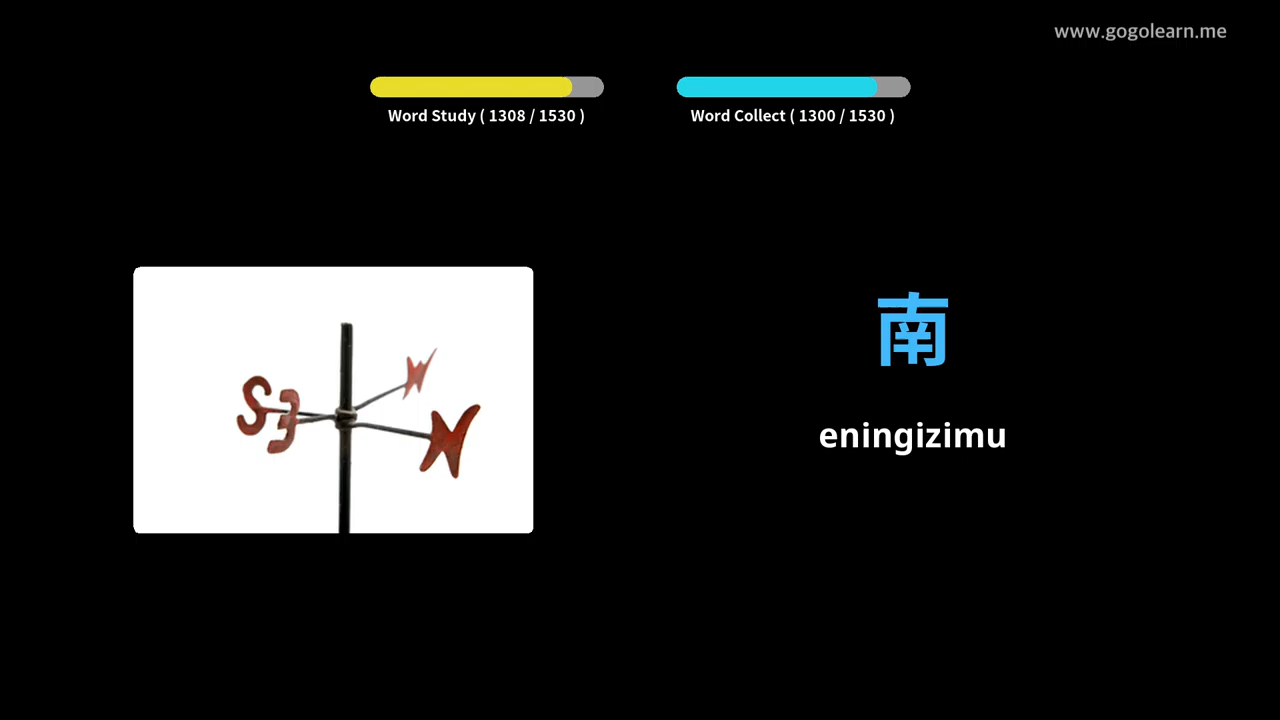 www.gogolearn.me
Word Study ( 1308 / 1530 )
Word Collect ( 1300 / 1530 )
S E N N
南
eningizimu